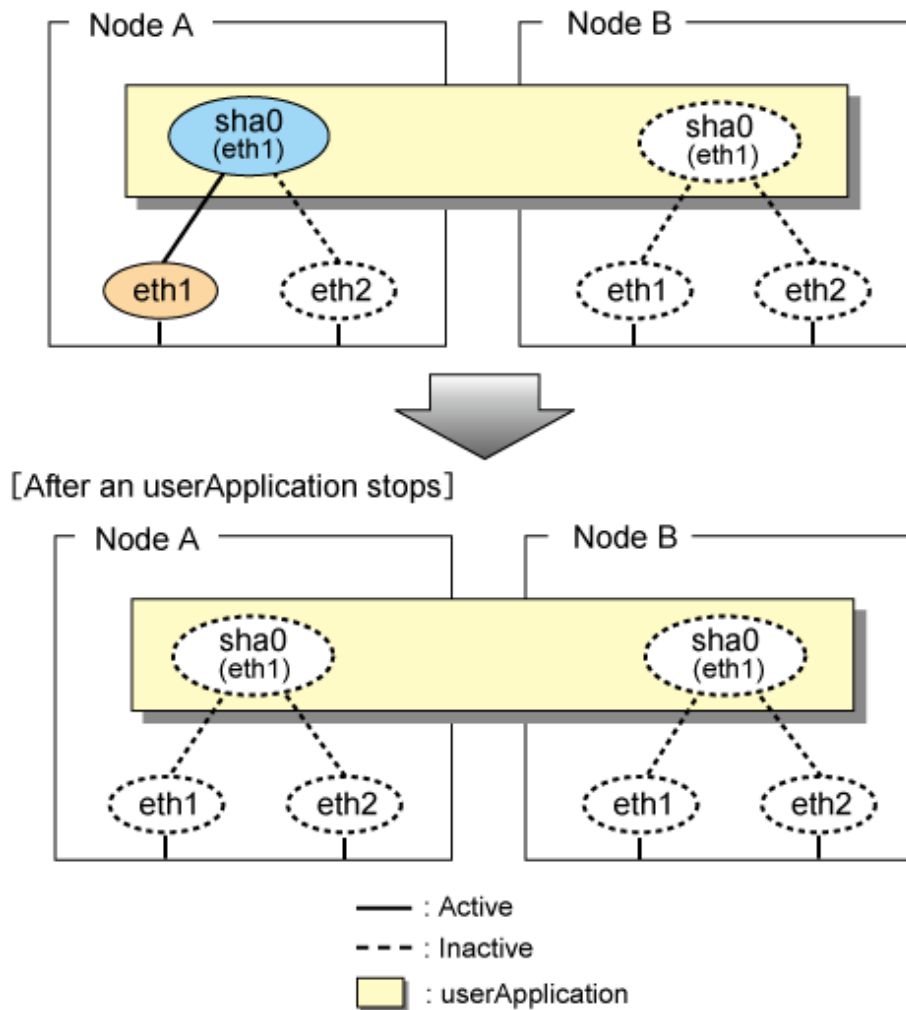 Node A
Node B
sha0
(eth1)
sha0
(eth1)
eth1
eth2
eth1
eth2
[After an userApplication stops]
Node A
Node B
sha0
(eth1)
sha0
(eth1)
eth1
eth2
eth1
eth2
: Active
: Inactive
: userApplication